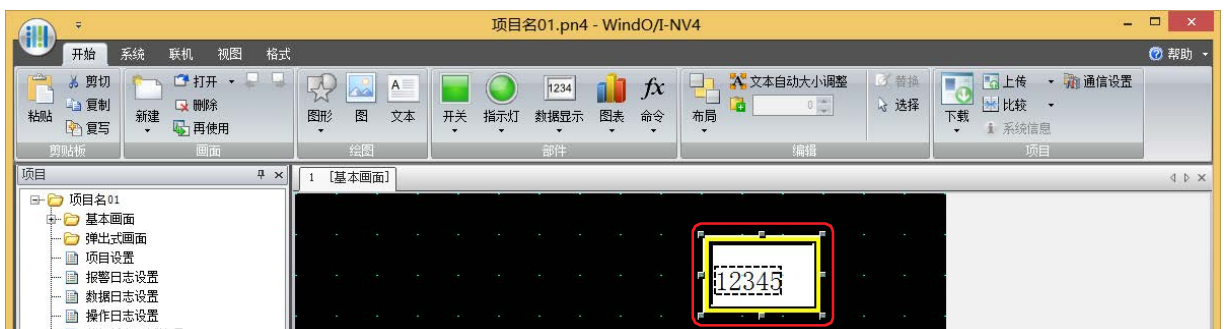 项目名01.pn4 - WindO/I-NV4
开始 系统 联机 视图 格式 帮助
粘贴 剪切 复制 复写 剪贴板
新建 打开 删除 再使用 画面
图形 图 A 文本 绘图
开关 指示灯 1234 数据显示 图表 fx 命令 部件
布局 文本自动大小调整 0 替换 选择 编辑
下载 上传 比较 系统信息 通信设置 项目
项目
项目名01
基本画面
弹出式画面
项目设置
报警日志设置
数据日志设置
操作日志设置
1 [基本画面]
12345